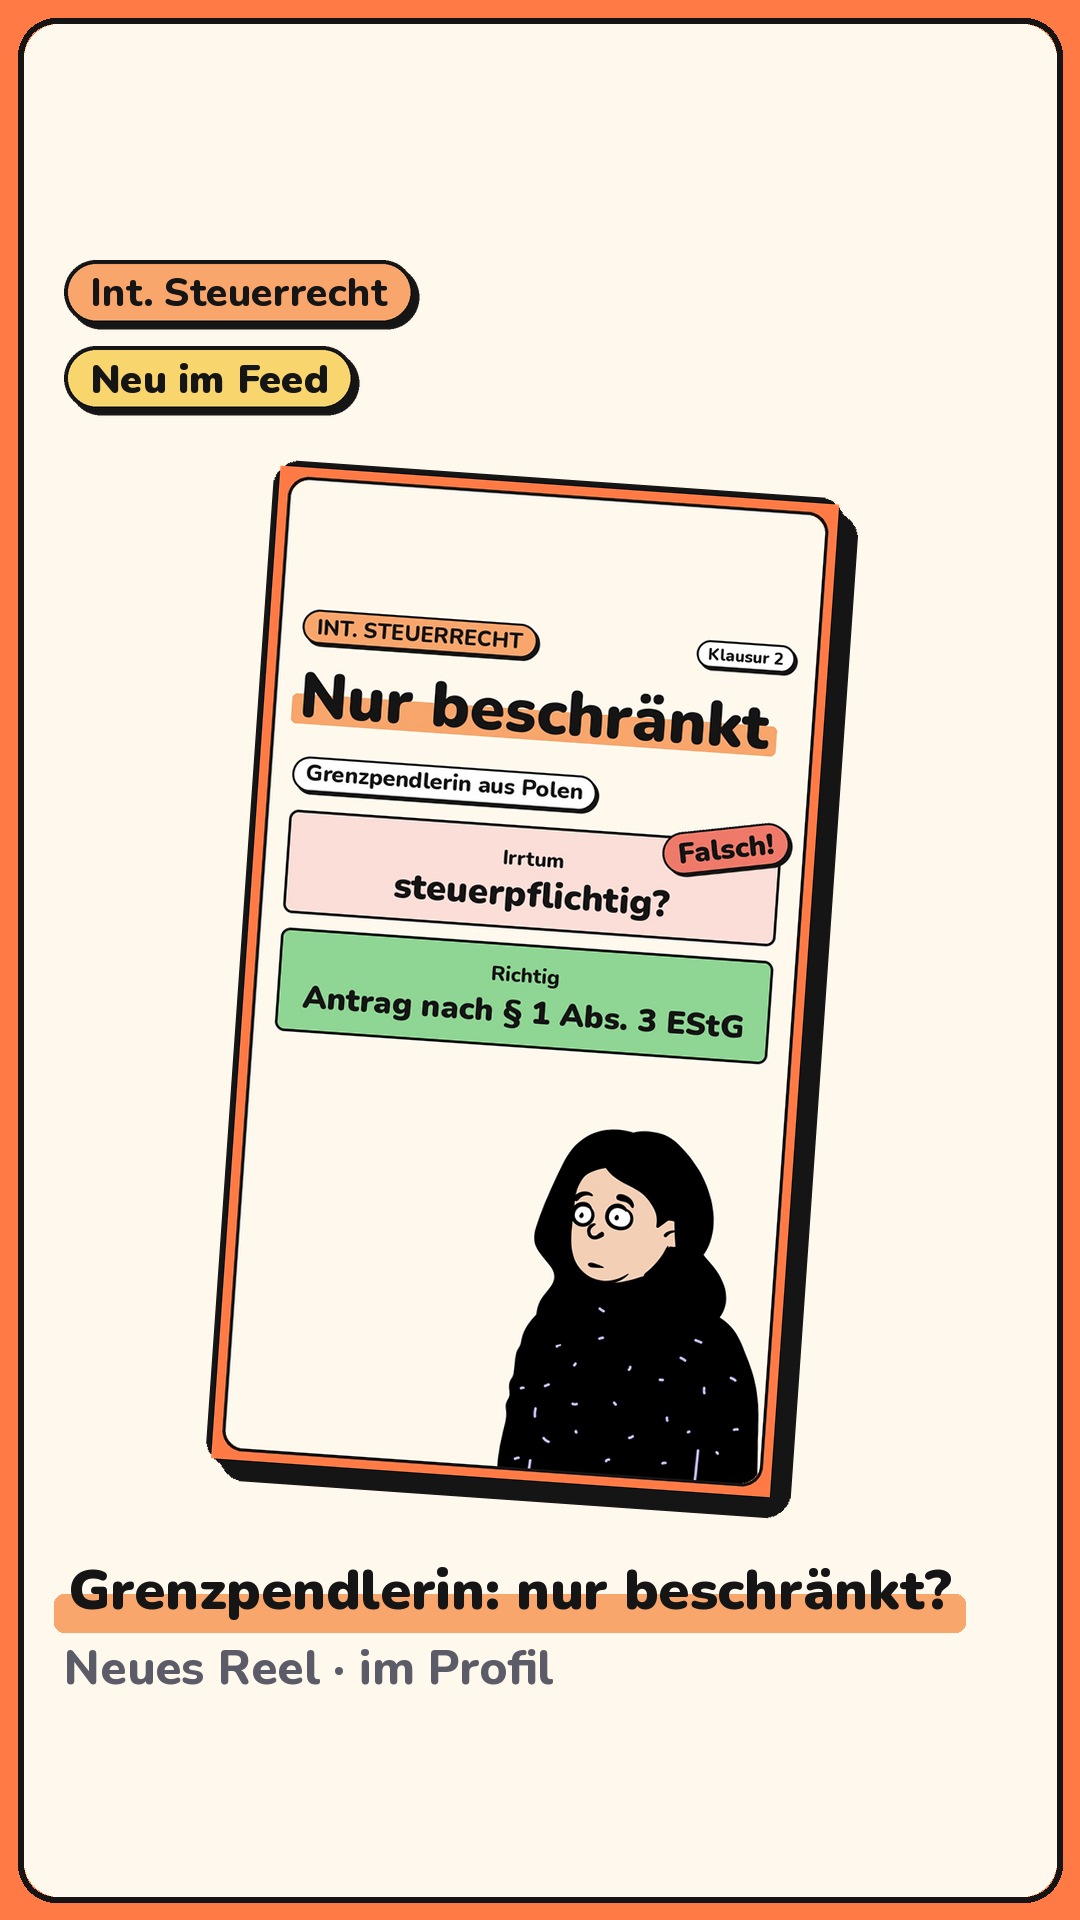 Int. Steuerrecht
Neu im Feed
INT. STEUERRECHT
Klausur 2
Nur beschränkt
Grenzpendlerin aus Polen
Falsch!
Irrtum
steuerpflichtig?
Richtig
Antrag nach § 1 Abs. 3 EStG
Grenzpendlerin: nur beschränkt?
Neues Reel · im Profil